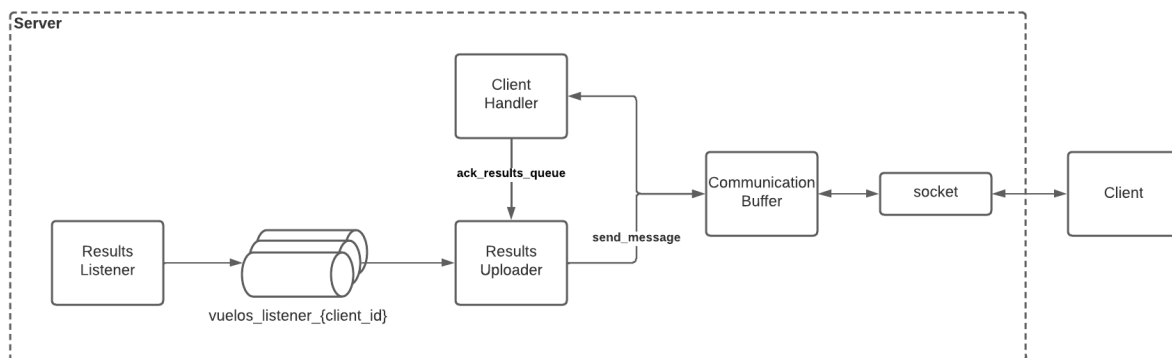 Server
Client
Handler
ack_results_queue
Communication
Buffer
socket
Client
send_message
Results
Listener
Results
Uploader
vuelos_listener_{client_id}